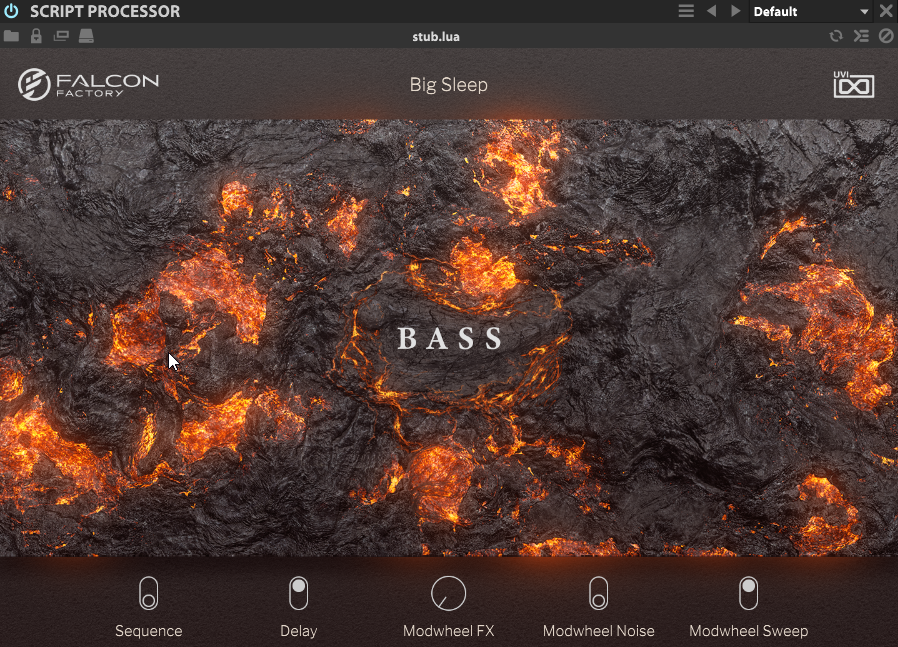 SCRIPT PROCESSOR
Default
stub.lua
FALCON
FACTORY
Big Sleep
UVI
BASS
Sequence
Delay
Modwheel FX
Modwheel Noise
Modwheel Sweep